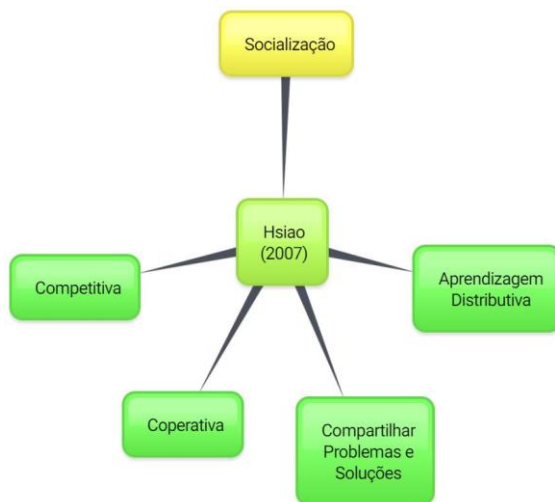 Socialização
Hsiao
(2007)
Competitiva
Aprendizagem
Distributiva
Coperativa
Compartilhar
Problemas e
Soluções